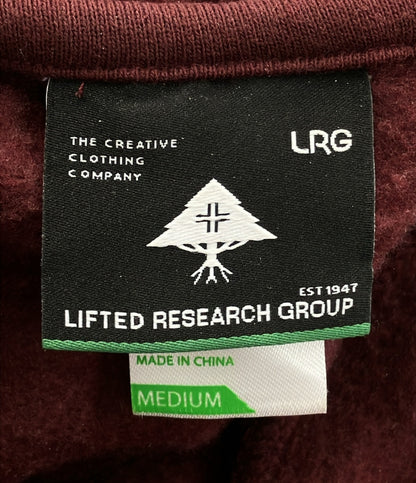 THE CREATIVE
CLOTHING
COMPANY
LRG
EST 1947
LIFTED RESEARCH GROUP
MADE IN CHINA
MEDIUM